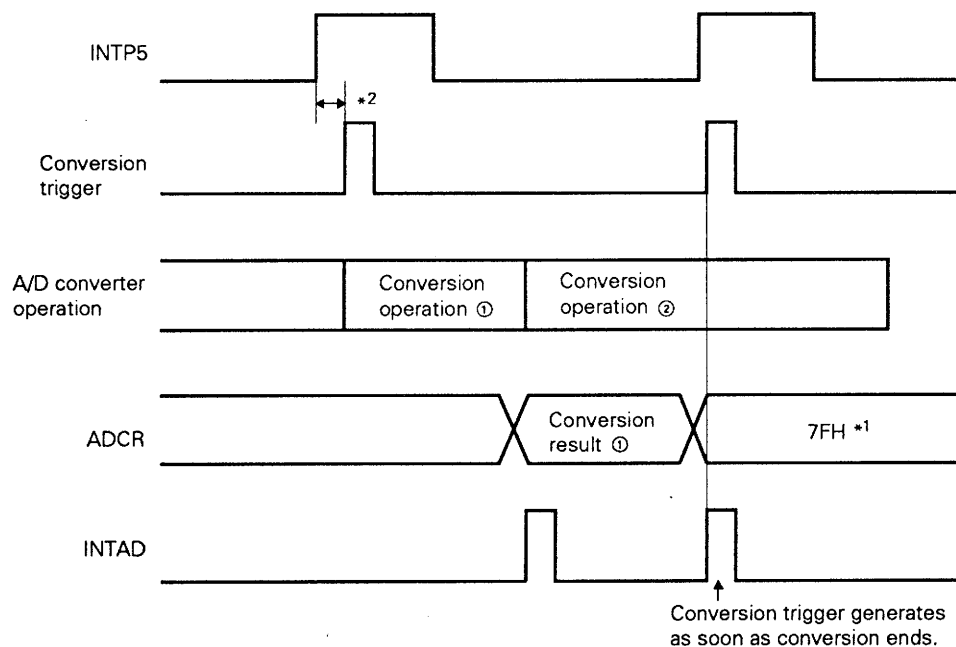 INTP5
*2
Conversion
trigger
A/D converter
operation
Conversion
operation ①
Conversion
operation ②
ADCR
Conversion
result ①
7FH *1
INTAD
Conversion trigger generates
as soon as conversion ends.